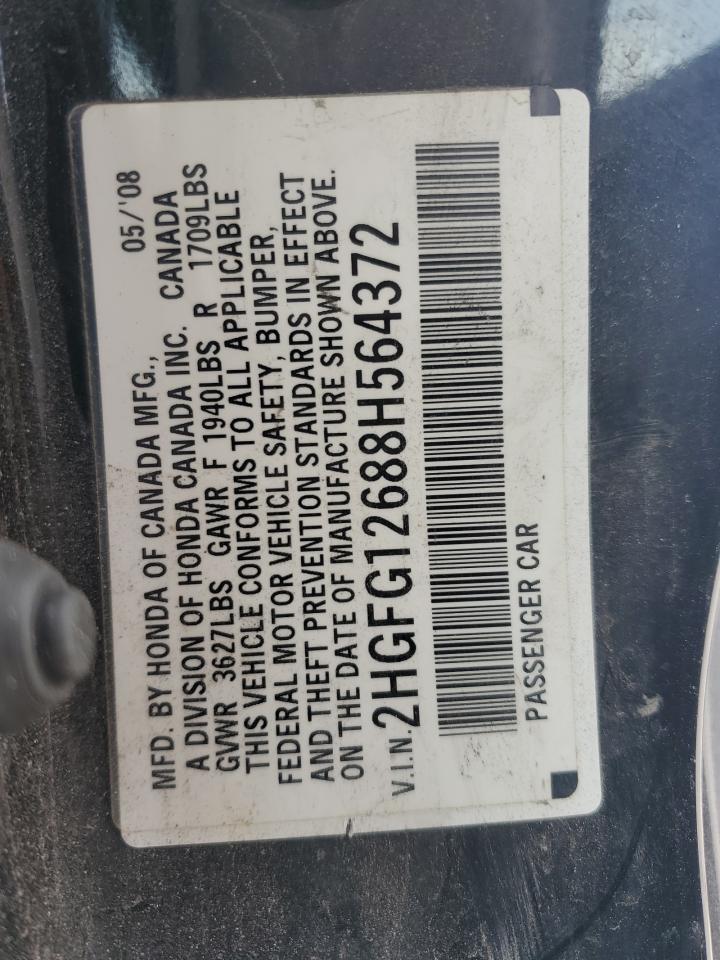 MFD. BY HONDA OF CANADA MFG., 05/'08
A DIVISION OF HONDA CANADA INC. CANADA
GVWR 3627LBS GAWR F 1940LBS R 1709LBS
THIS VEHICLE CONFORMS TO ALL APPLICABLE
FEDERAL MOTOR VEHICLE SAFETY, BUMPER,
AND THEFT PREVENTION STANDARDS IN EFFECT
ON THE DATE OF MANUFACTURE SHOWN ABOVE.
V.I.N. 2HGFG12688H564372
PASSENGER CAR